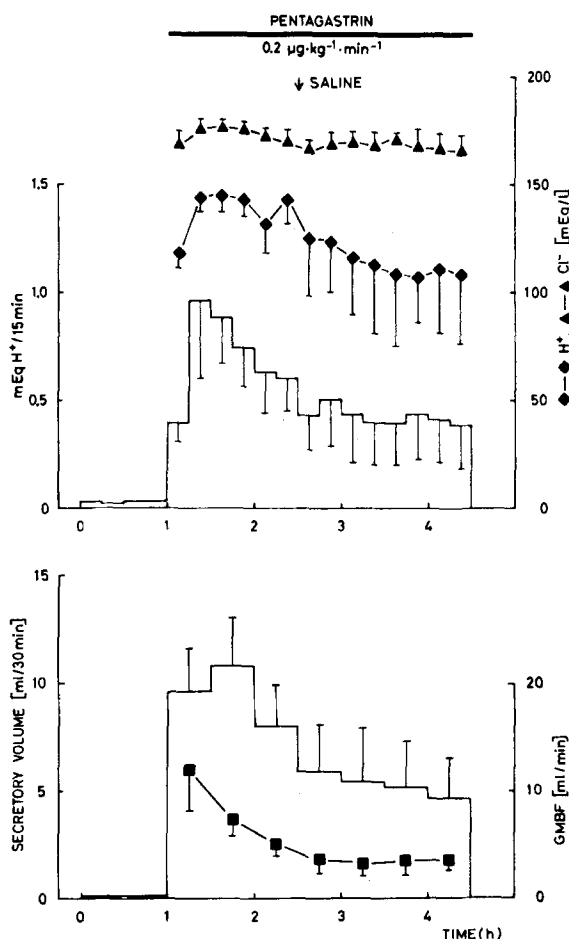 PENTAGASTRIN
0.2 µg·kg⁻¹·min⁻¹
↓ SALINE
200
150
100
50
0
◆—◆ H⁺, ▲—▲ Cl⁻ [mEq/l]
1.5
1.0
0.5
0
mEq H⁺/15min
0 1 2 3 4
15
10
5
0
SECRETORY VOLUME [ml/30 min]
20
10
0
GMBF [ml/min]
0 1 2 3 4
TIME (h)